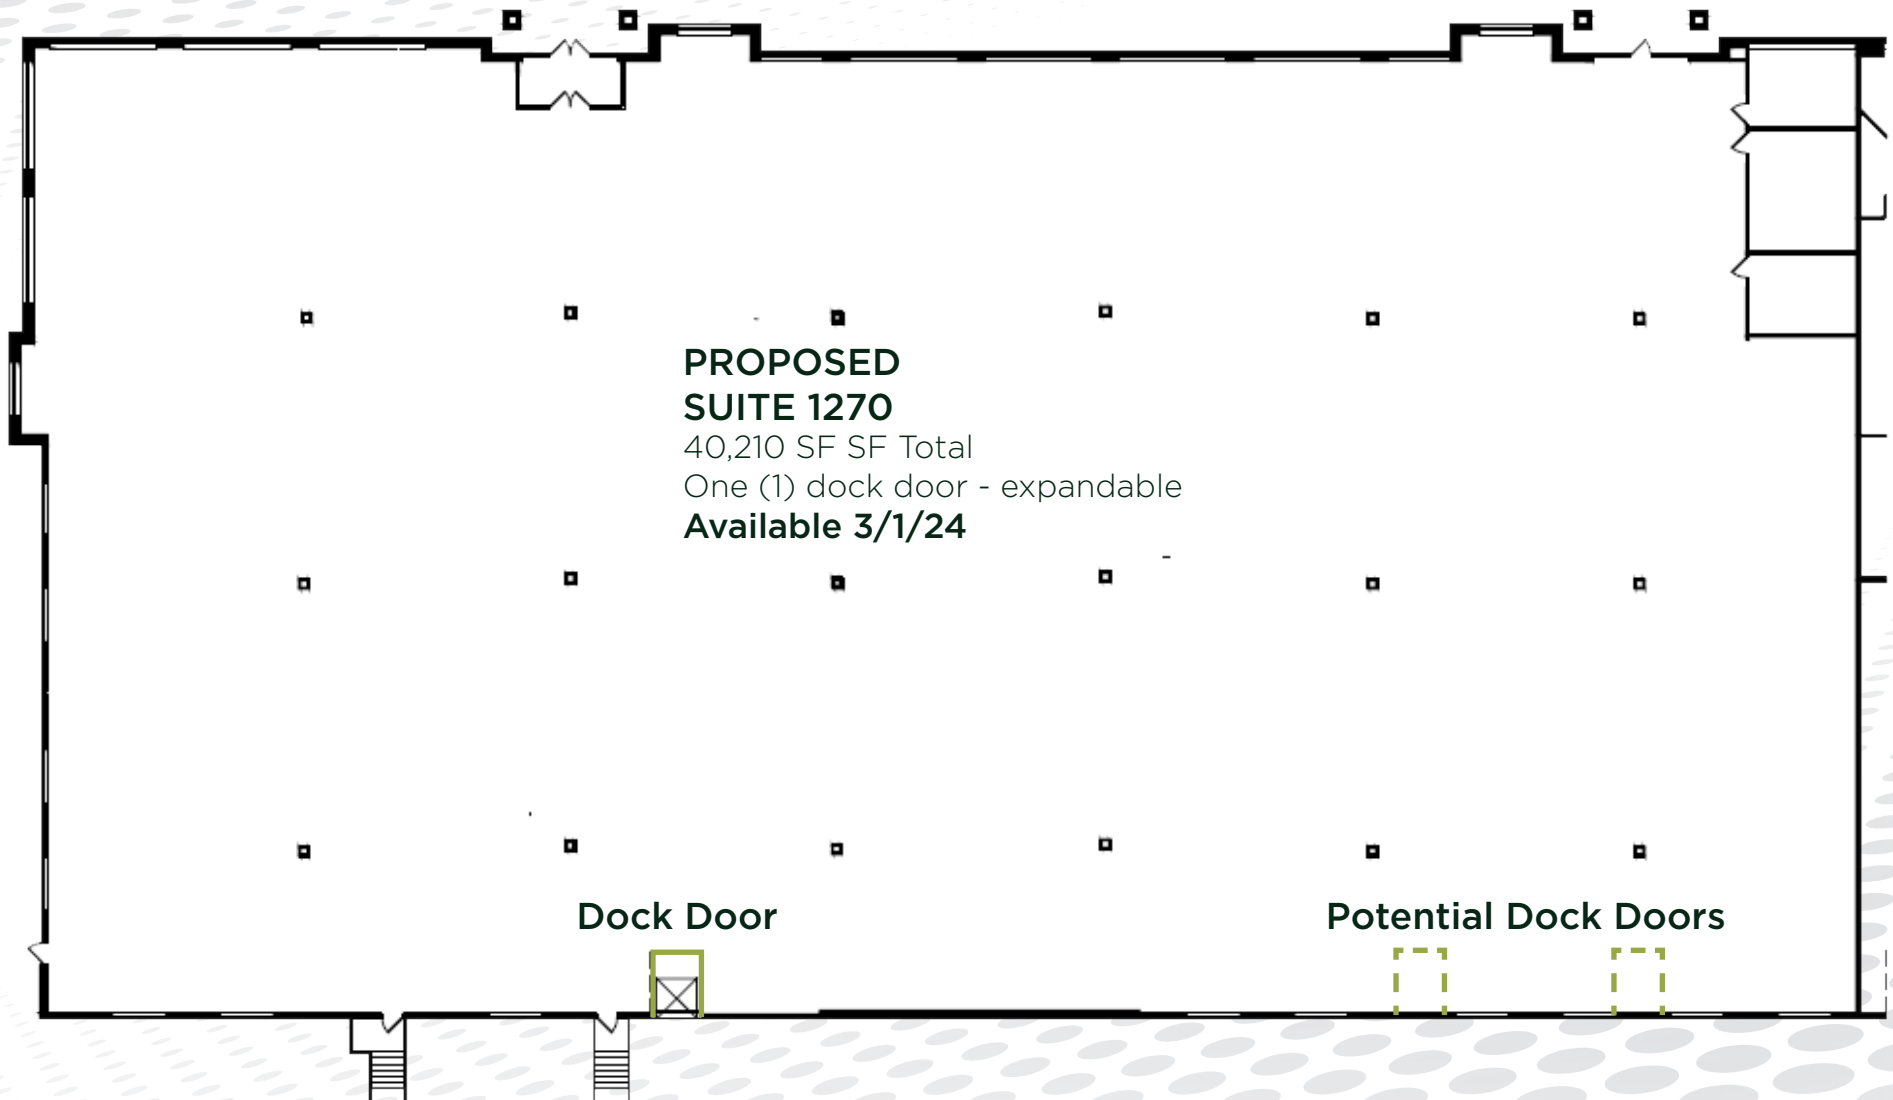 PROPOSED
SUITE 1270
40,210 SF SF Total
One (1) dock door - expandable
Available 3/1/24
Dock Door
Potential Dock Doors